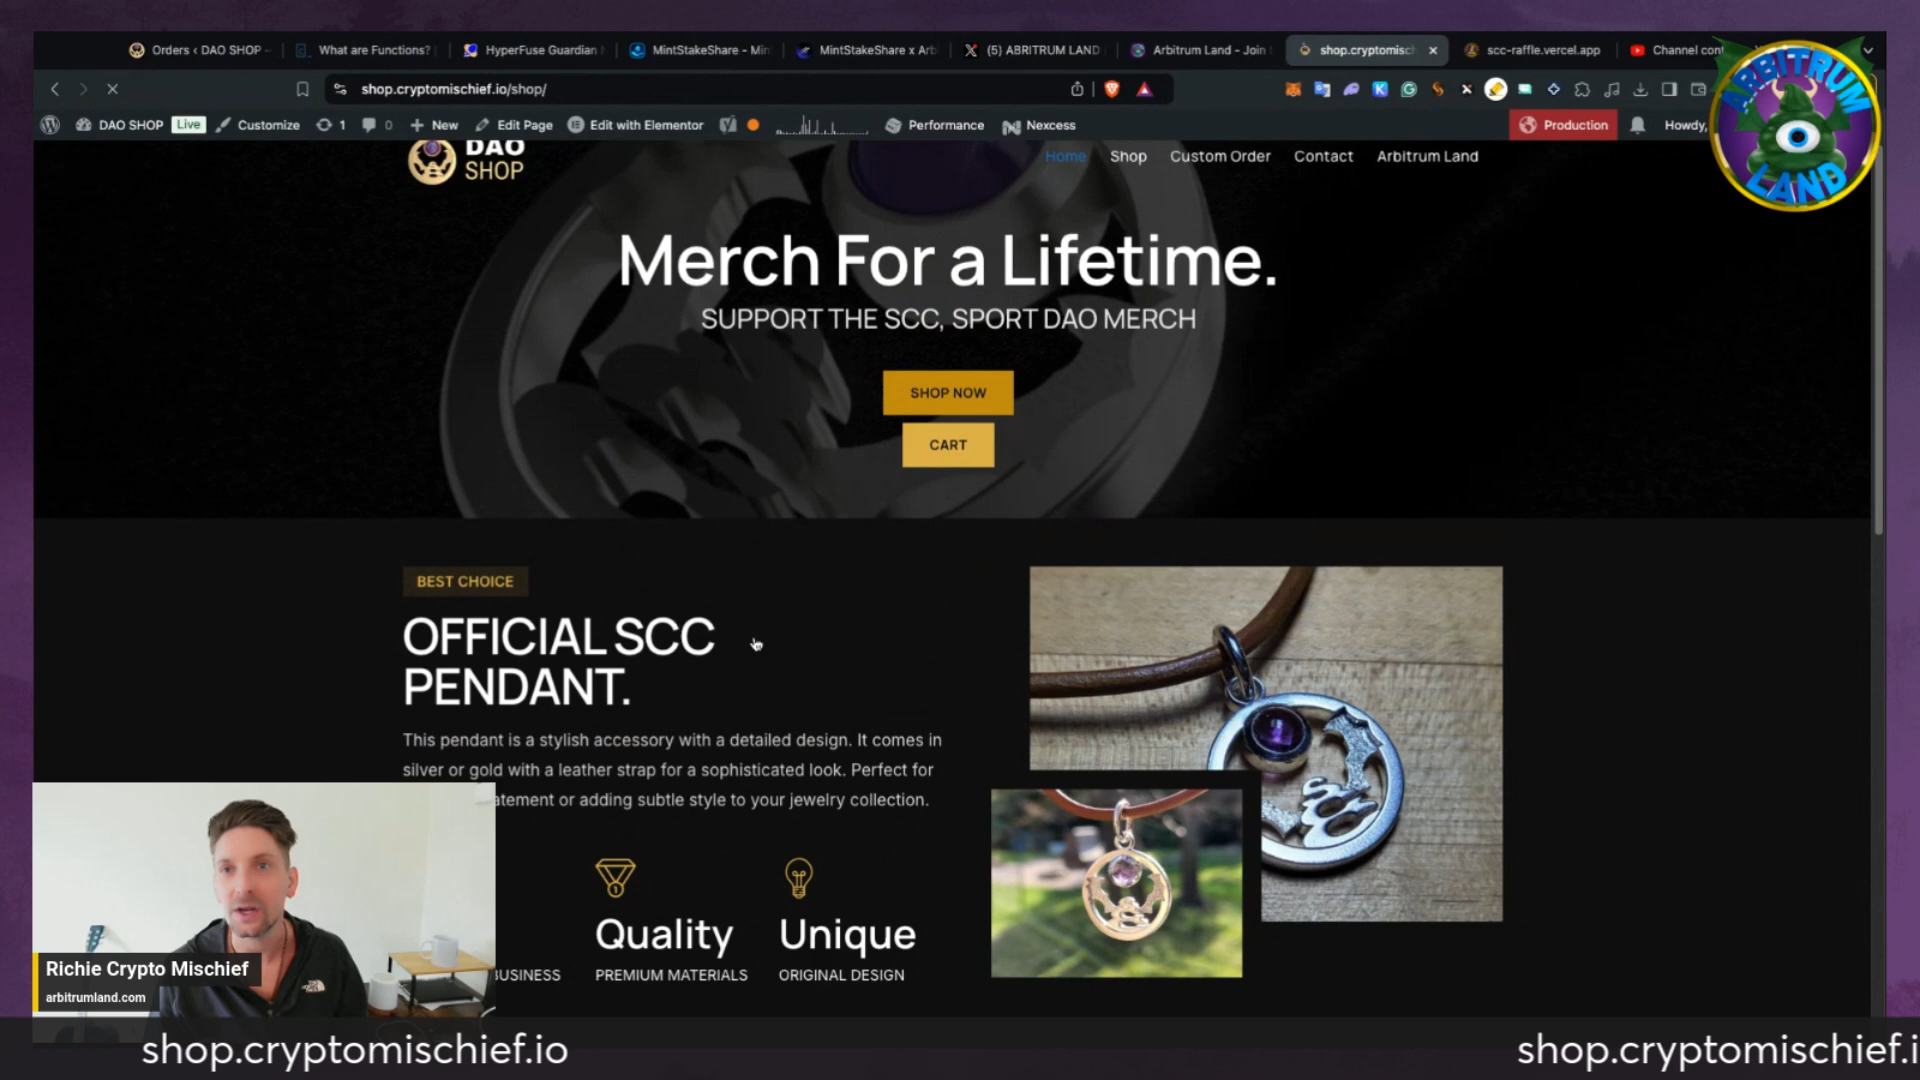 Orders ‹ DAO SHOP –
What are Functions?
HyperFuse Guardian
MintStakeShare - Min
MintStakeShare x Arb
(5) ABRITRUM LAND
Arbitrum Land - Join
shop.cryptomisch
scc-raffle.vercel.app
Channel con
shop.cryptomischief.io/shop/
DAO SHOP
Live
Customize
1
0
New
Edit Page
Edit with Elementor
Performance
Nexcess
Production
Howdy,
ARBITRUM
LAND
DAO
SHOP
Home
Shop
Custom Order
Contact
Arbitrum Land
Merch For a Lifetime.
SUPPORT THE SCC, SPORT DAO MERCH
SHOP NOW
CART
BEST CHOICE
OFFICIAL SCC
PENDANT.
This pendant is a stylish accessory with a detailed design. It comes in
silver or gold with a leather strap for a sophisticated look. Perfect for
atement or adding subtle style to your jewelry collection.
Quality
Unique
BUSINESS
PREMIUM MATERIALS
ORIGINAL DESIGN
Richie Crypto Mischief
arbitrumland.com
shop.cryptomischief.io
shop.cryptomischief.i